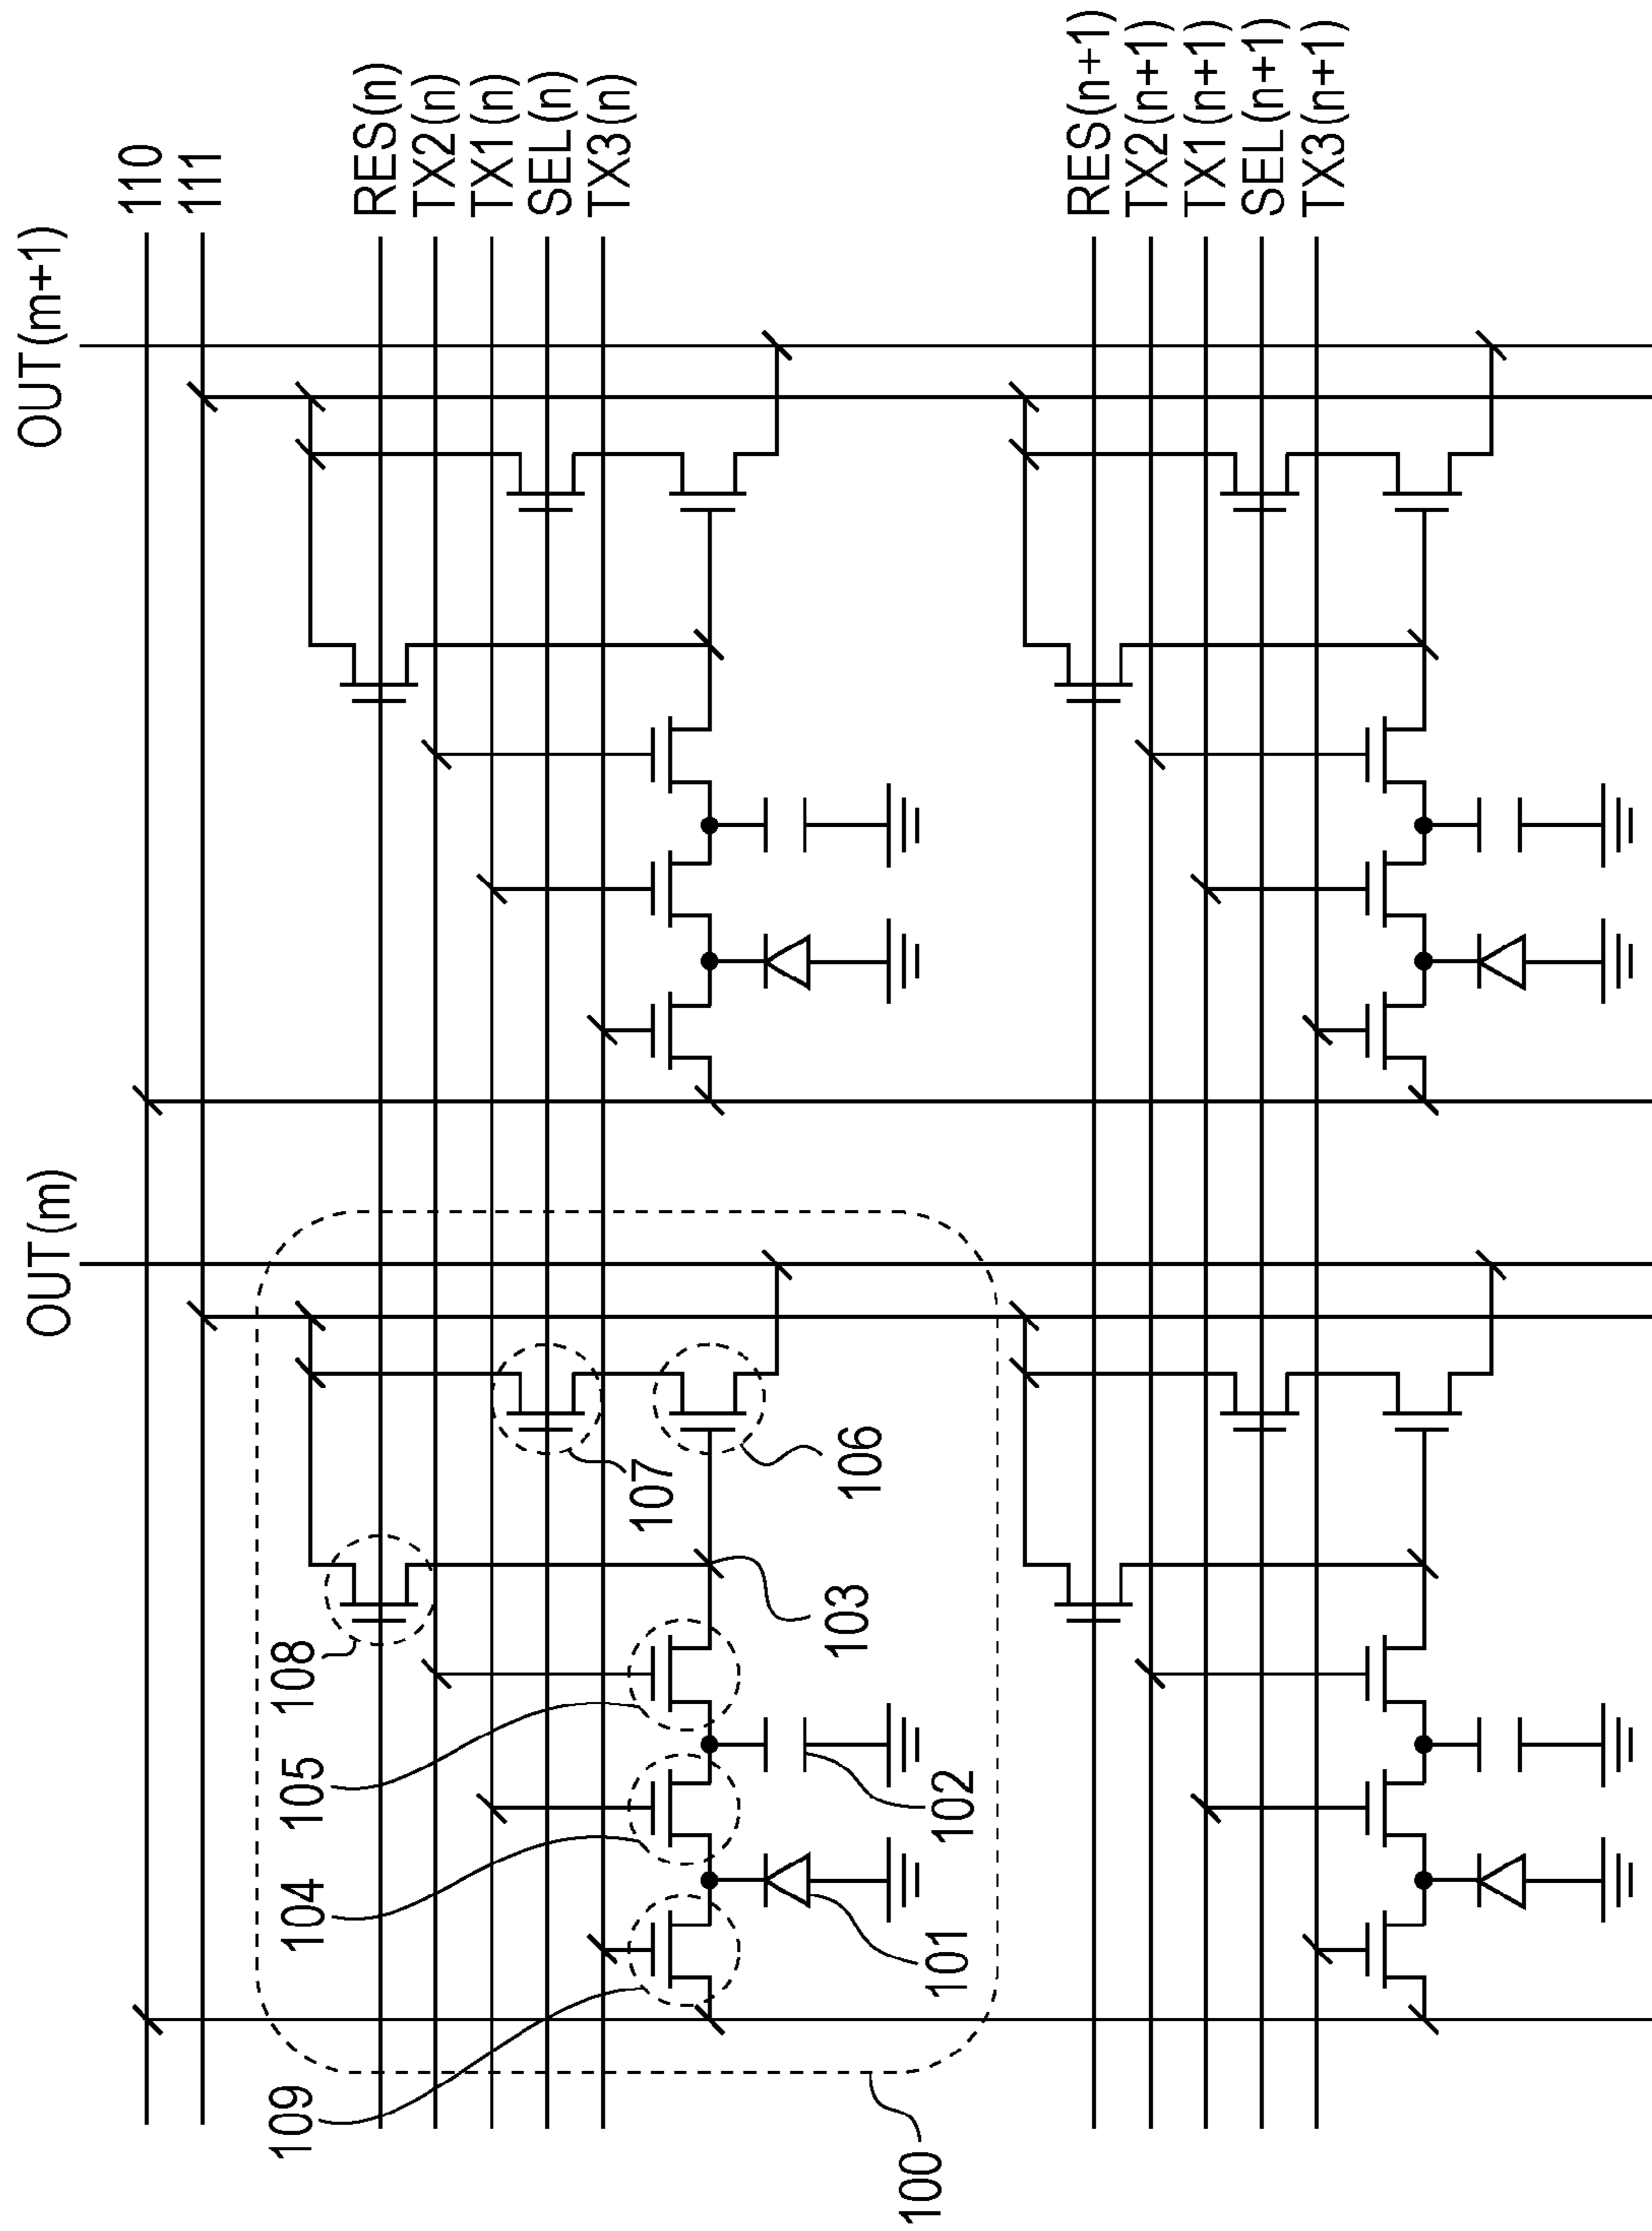 OUT(m)
OUT(m+1)
110
111
RES(n)
TX2(n)
TX1(n)
SEL(n)
TX3(n)
RES(n+1)
TX2(n+1)
TX1(n+1)
SEL(n+1)
TX3(n+1)
109
104
105
108
107
106
103
102
101
100